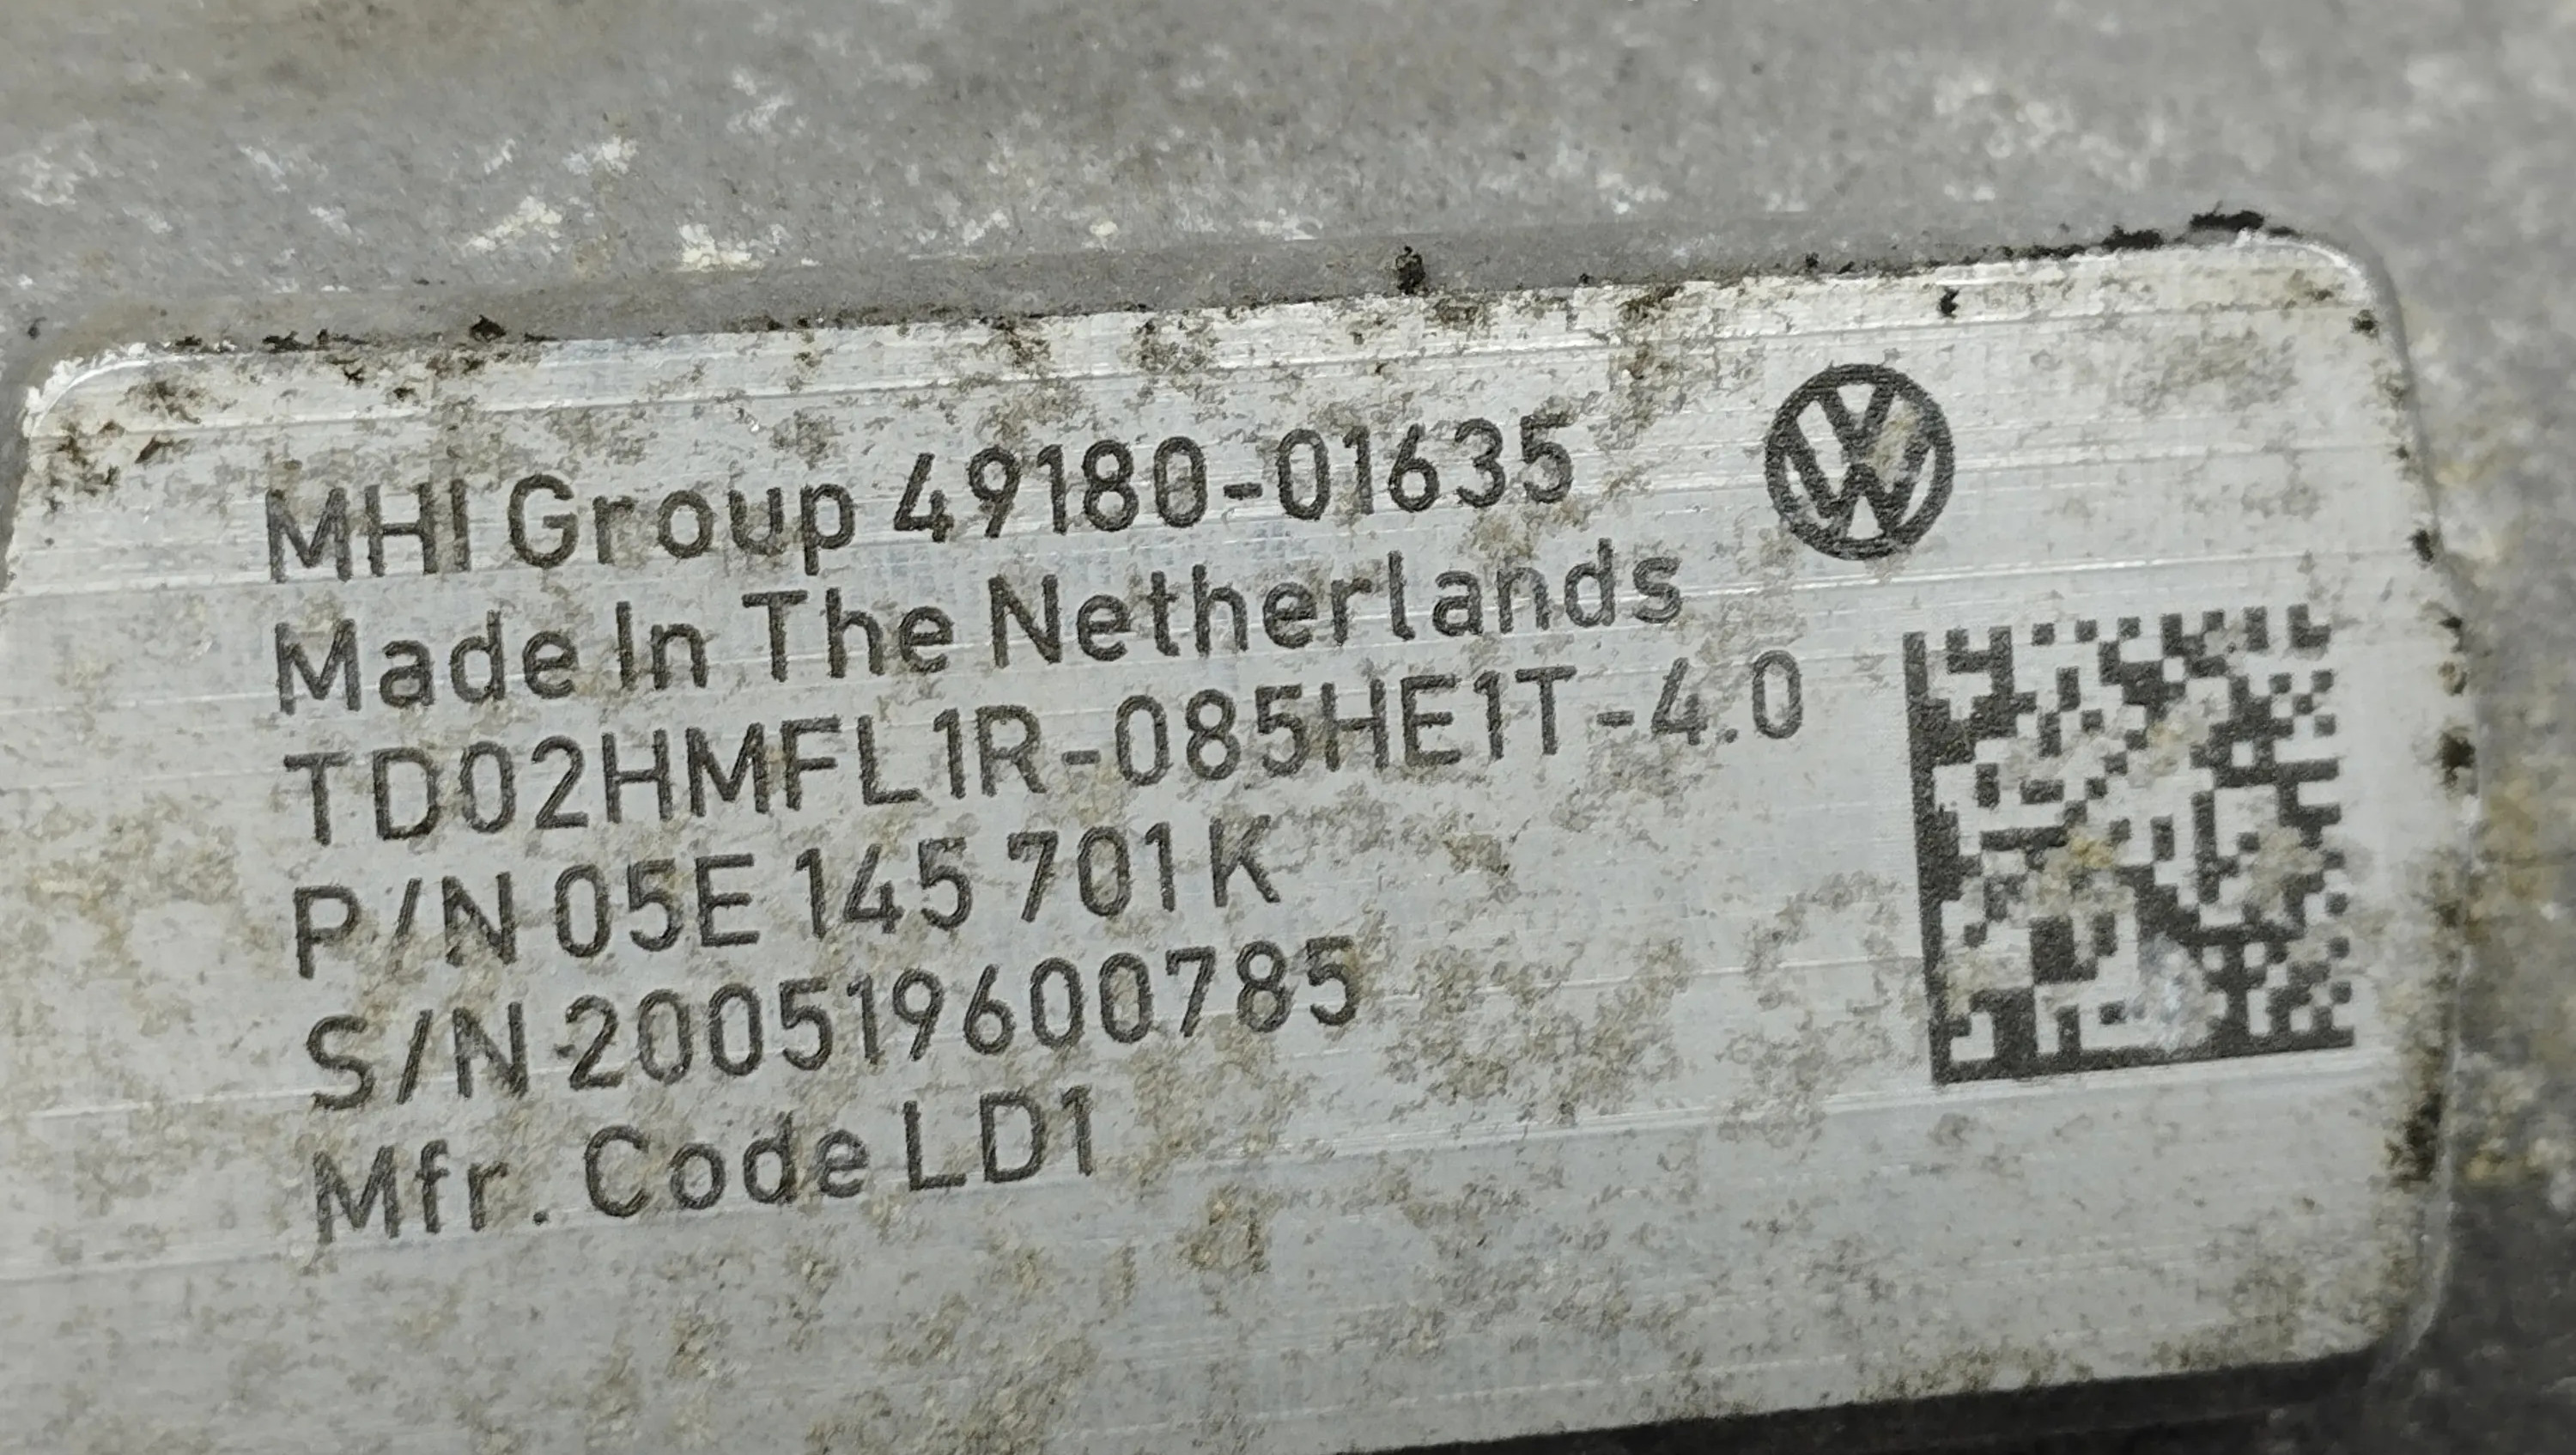 MHI Group 49180-01635
Made In The Netherlands
TD02HMFL1R-085HE1T-4.0
P/N 05E 145 701 K
S/N 200519600785
Mfr. Code LD1